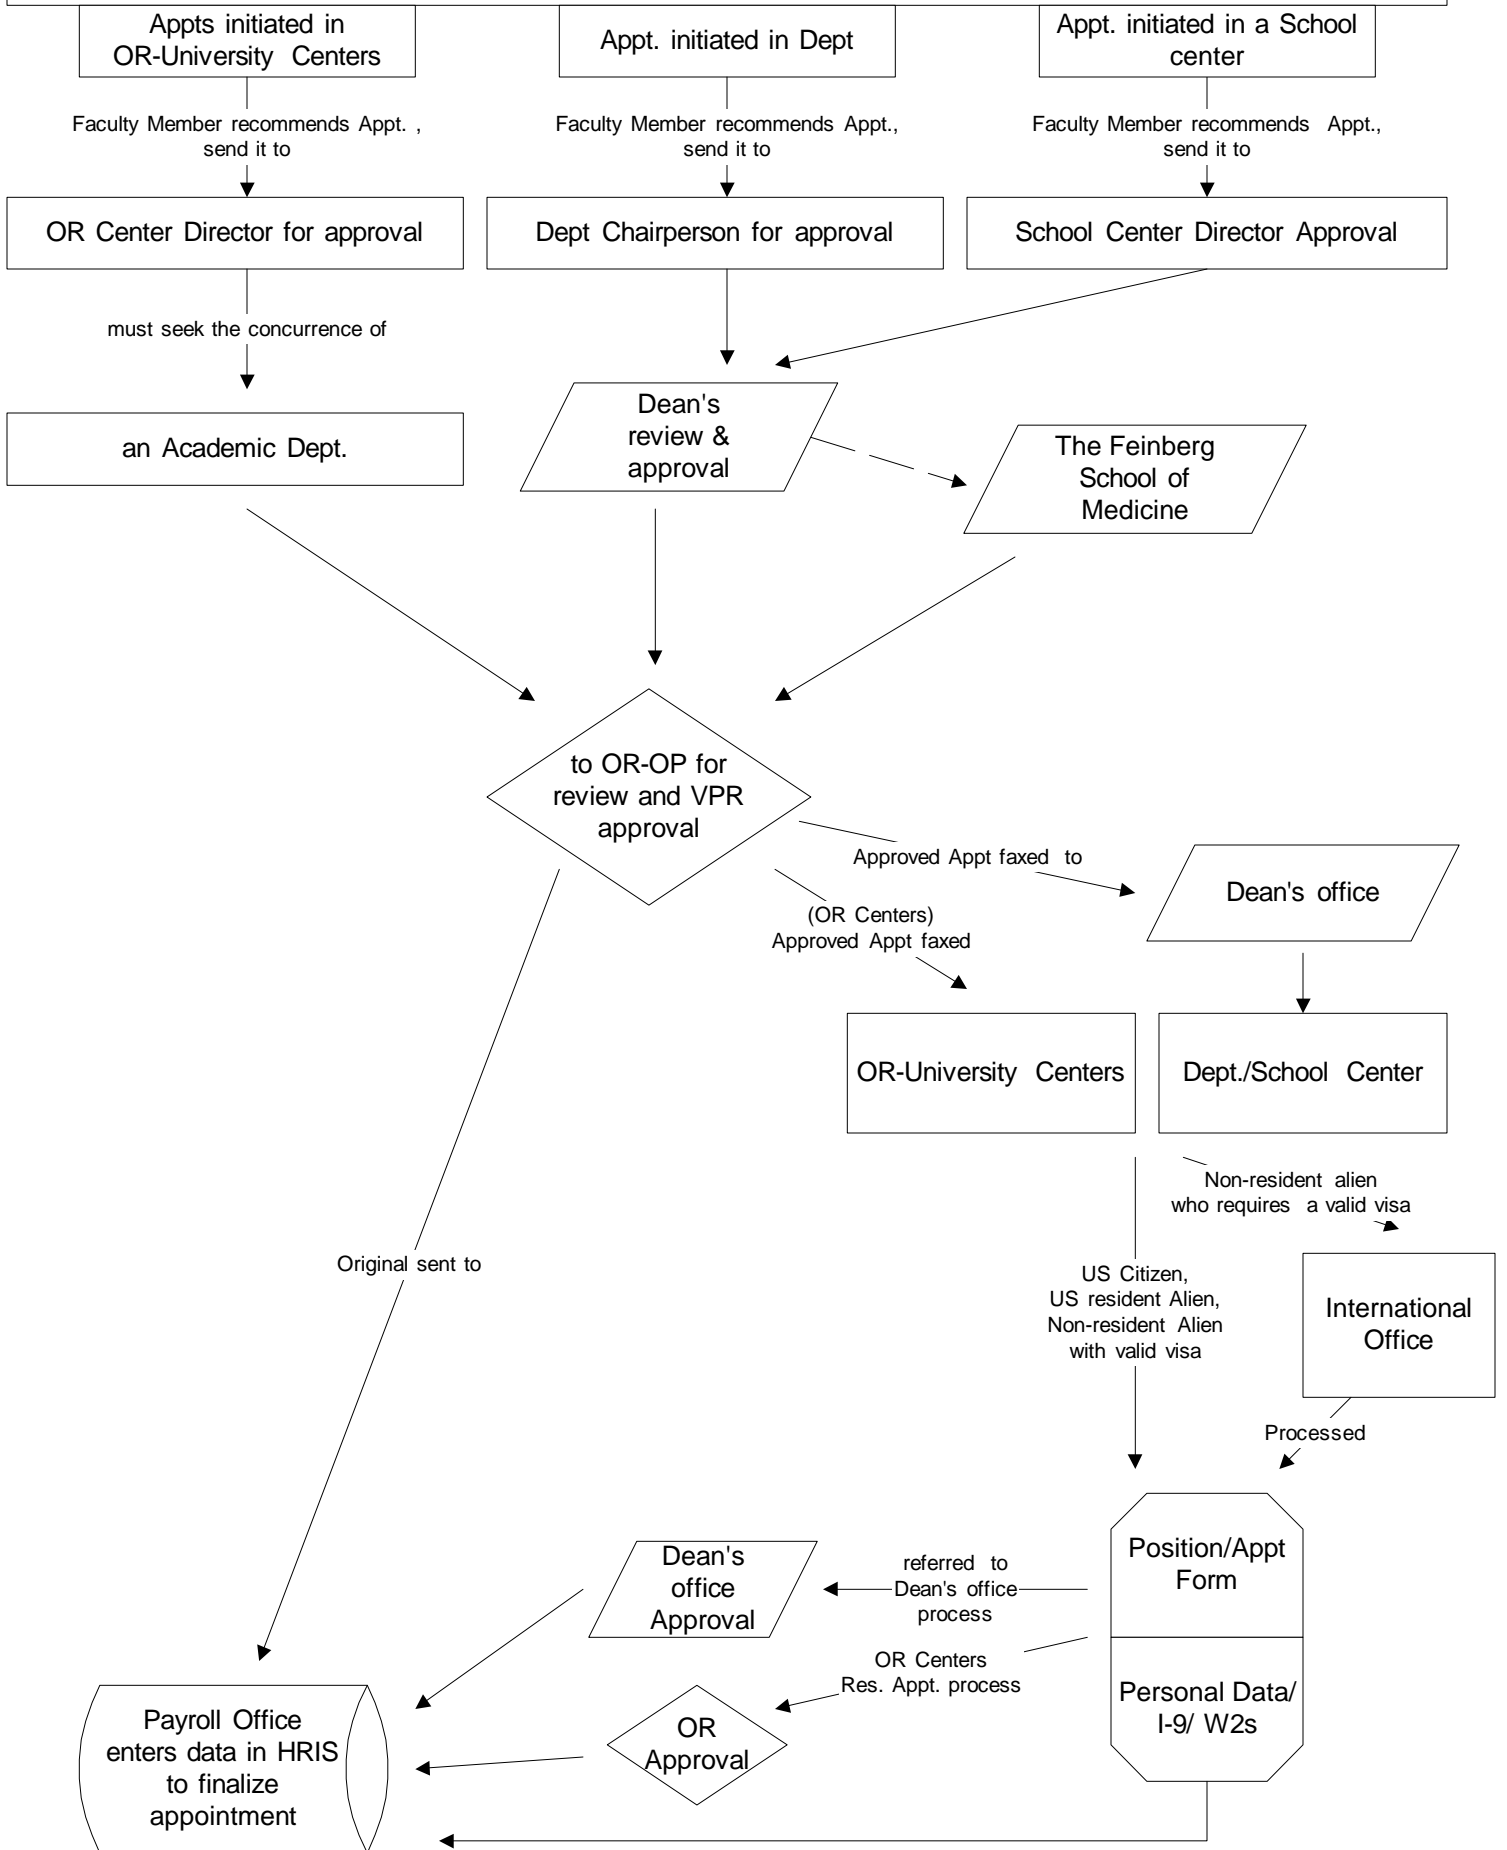 Appts initiated in
OR-University Centers
Appt. initiated in Dept
Appt. initiated in a School
center
Faculty Member recommends Appt. ,
send it to
Faculty Member recommends Appt.,
send it to
Faculty Member recommends Appt.,
send it to
OR Center Director for approval
Dept Chairperson for approval
School Center Director Approval
must seek the concurrence of
an Academic Dept.
Dean's
review &
approval
The Feinberg
School of
Medicine
to OR-OP for
review and VPR
approval
Approved Appt faxed to
Dean's office
(OR Centers)
Approved Appt faxed
OR-University Centers
Dept./School Center
Non-resident alien
who requires a valid visa
Original sent to
US Citizen,
US resident Alien,
Non-resident Alien
with valid visa
International
Office
Processed
Position/Appt
Form
Dean's
office
Approval
referred to
Dean's office
process
OR Centers
Res. Appt. process
Personal Data/
I-9/ W2s
OR
Approval
Payroll Office
enters data in HRIS
to finalize
appointment